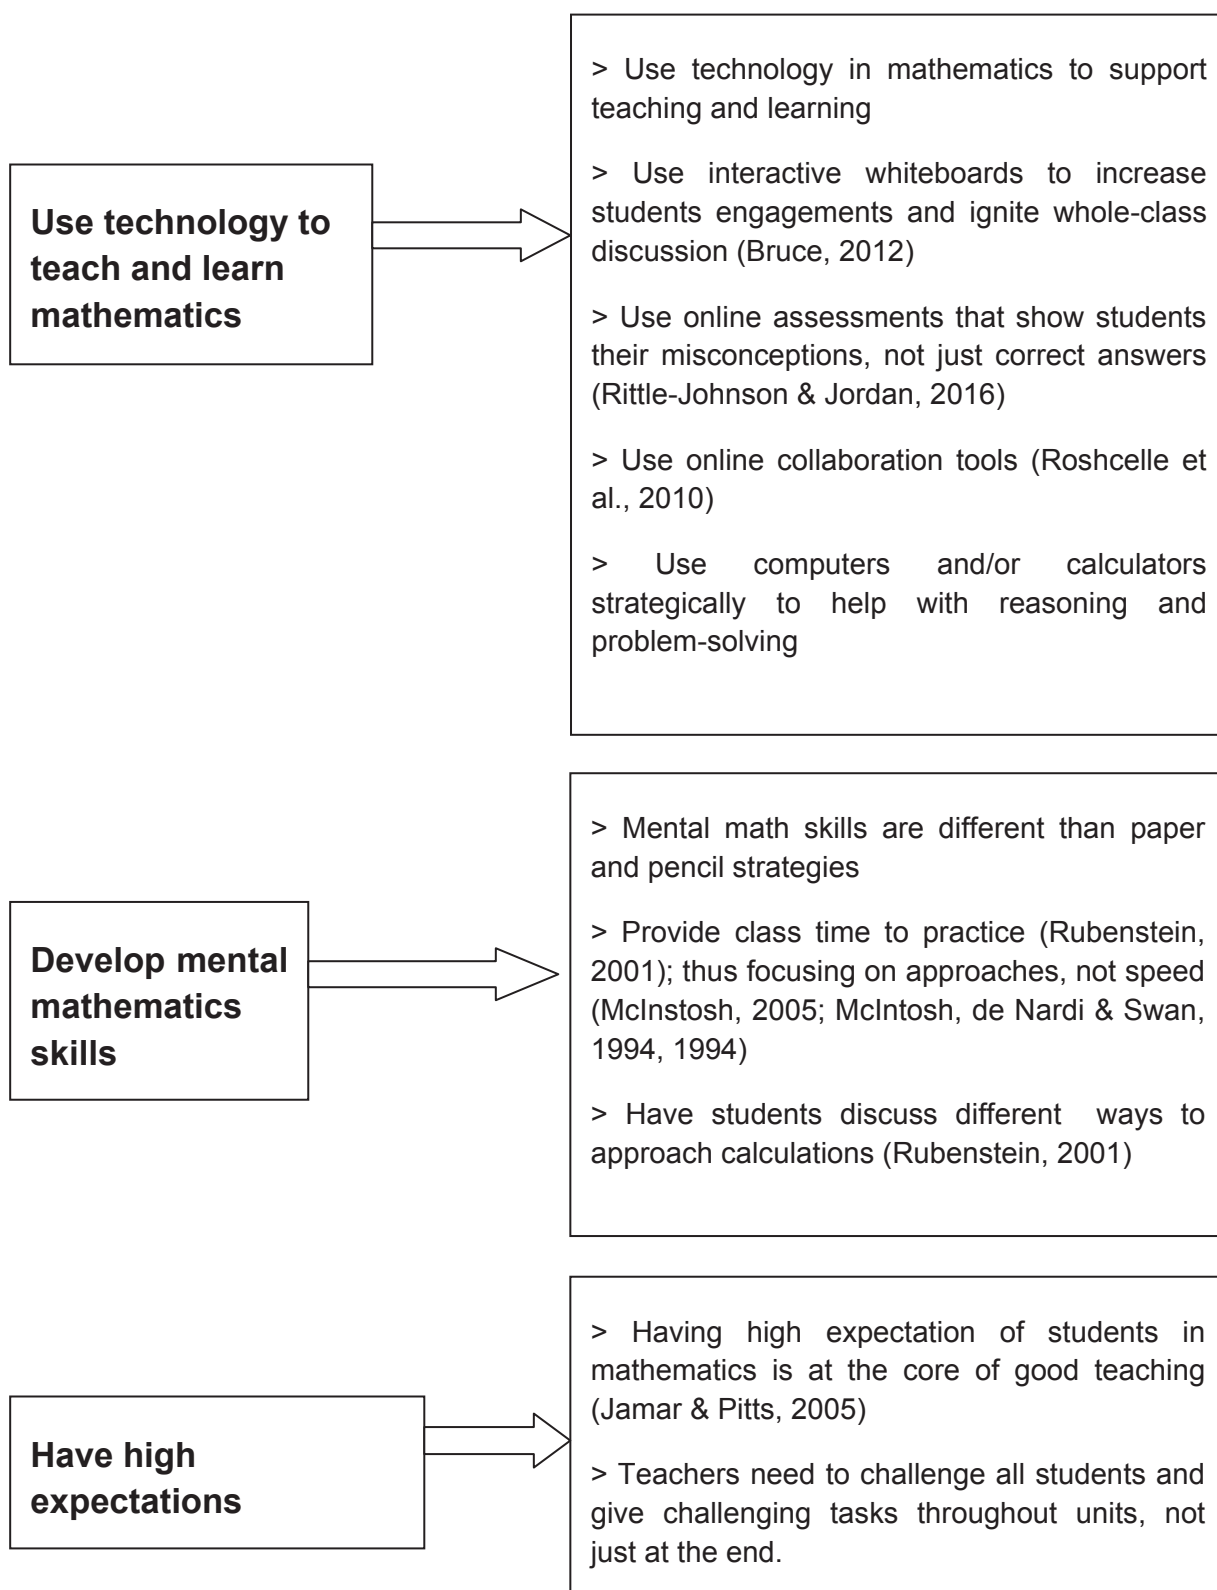 Use technology to
teach and learn
mathematics
> Use technology in mathematics to support
teaching and learning
> Use interactive whiteboards to increase
students engagements and ignite whole-class
discussion (Bruce, 2012)
> Use online assessments that show students
their misconceptions, not just correct answers
(Rittle-Johnson & Jordan, 2016)
> Use online collaboration tools (Roshcelle et
al., 2010)
> Use computers and/or calculators
strategically to help with reasoning and
problem-solving
Develop mental
mathematics
skills
> Mental math skills are different than paper
and pencil strategies
> Provide class time to practice (Rubenstein,
2001); thus focusing on approaches, not speed
(McInstosh, 2005; McIntosh, de Nardi & Swan,
1994, 1994)
> Have students discuss different ways to
approach calculations (Rubenstein, 2001)
Have high
expectations
> Having high expectation of students in
mathematics is at the core of good teaching
(Jamar & Pitts, 2005)
> Teachers need to challenge all students and
give challenging tasks throughout units, not
just at the end.